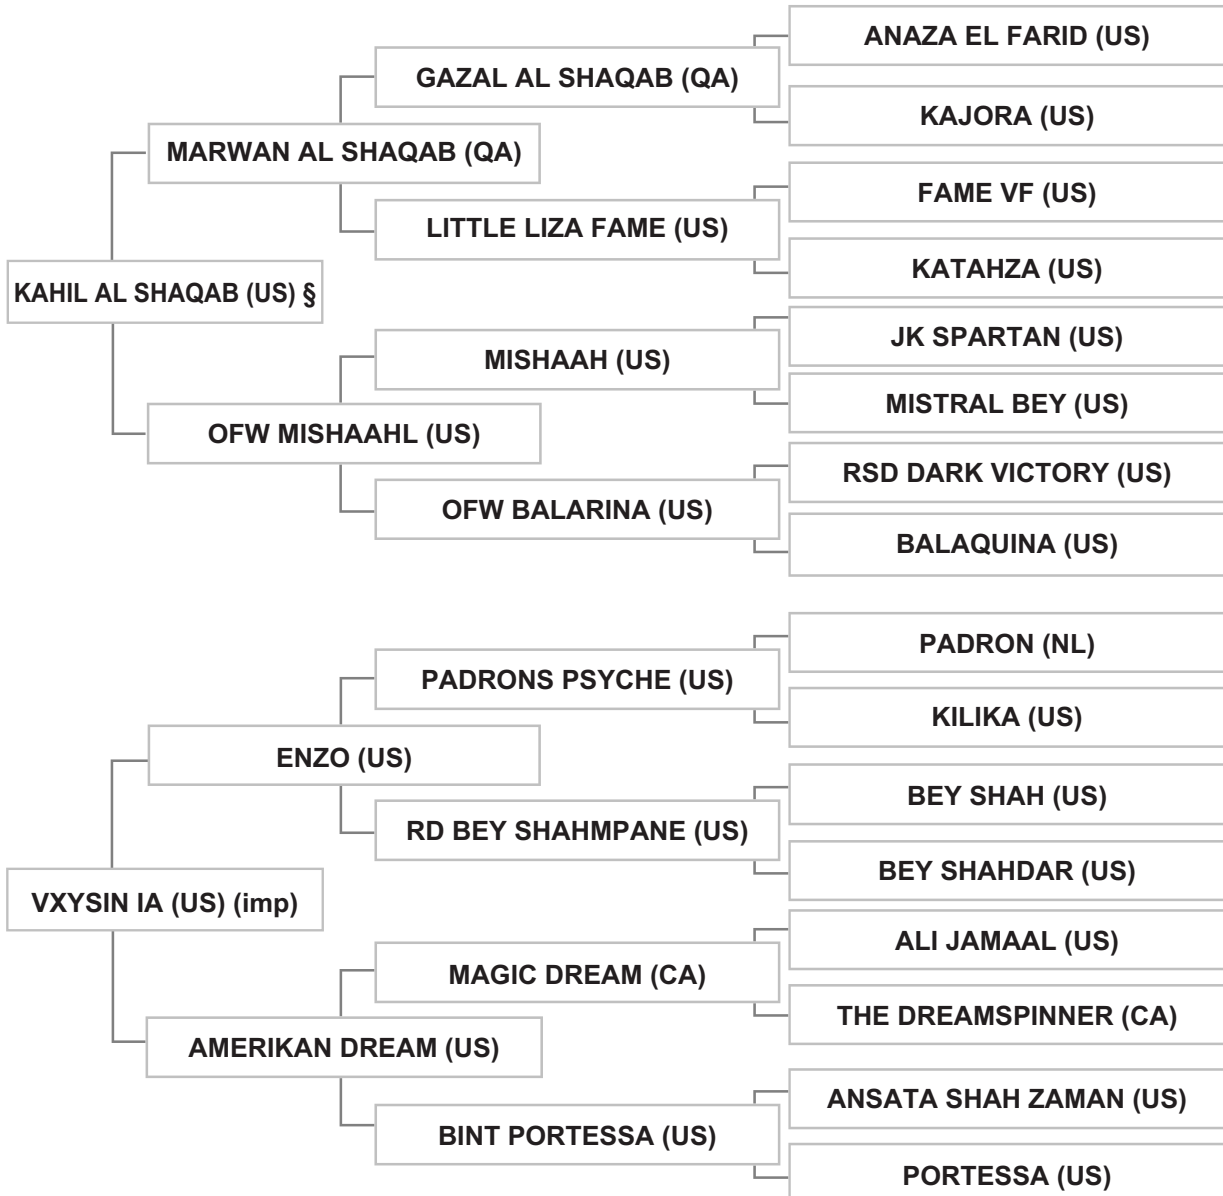 ANAZA EL FARID (US)
GAZAL AL SHAQAB (QA)
KAJORA (US)
MARWAN AL SHAQAB (QA)
FAME VF (US)
LITTLE LIZA FAME (US)
KATAHZA (US)
KAHIL AL SHAQAB (US) §
JK SPARTAN (US)
MISHAAH (US)
MISTRAL BEY (US)
OFW MISHAAHL (US)
RSD DARK VICTORY (US)
OFW BALARINA (US)
BALAQUINA (US)
PADRON (NL)
PADRONS PSYCHE (US)
KILIKA (US)
ENZO (US)
BEY SHAH (US)
RD BEY SHAHMPANE (US)
BEY SHAHDAR (US)
VXYSIN IA (US) (imp)
ALI JAMAAL (US)
MAGIC DREAM (CA)
THE DREAMSPINNER (CA)
AMERIKAN DREAM (US)
ANSATA SHAH ZAMAN (US)
BINT PORTESSA (US)
PORTESSA (US)